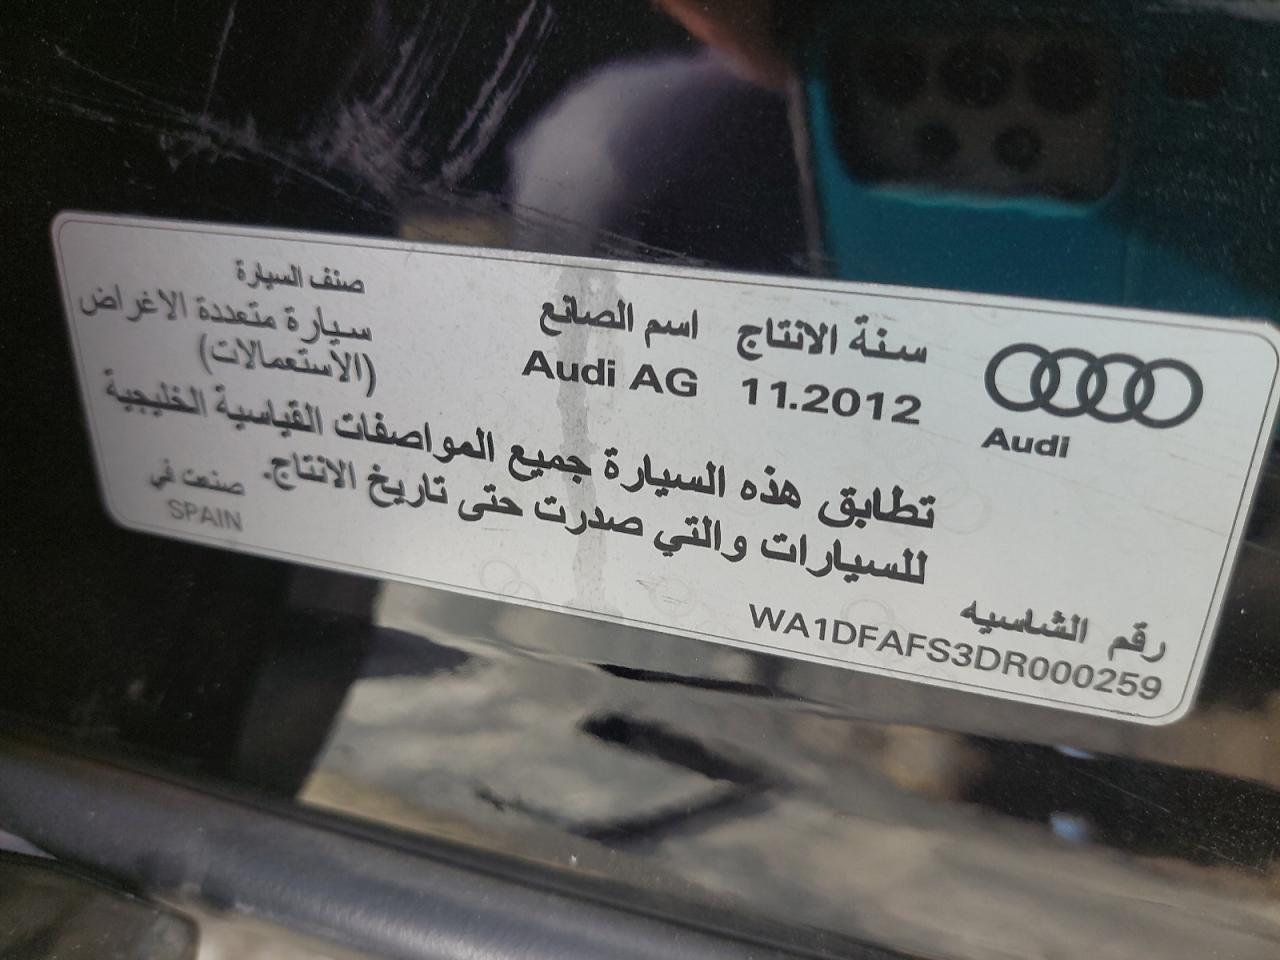 Audi
سنة الانتاج
11.2012
اسم الصانع
Audi AG
صنف السيارة
سيارة متعددة الاغراض
(الاستعمالات)
تطابق هذه السيارة جميع المواصفات القياسية الخليجية
للسيارات والتي صدرت حتى تاريخ الانتاج.
صنعت في
SPAIN
رقم الشاسيه
WA1DFAFS3DR000259